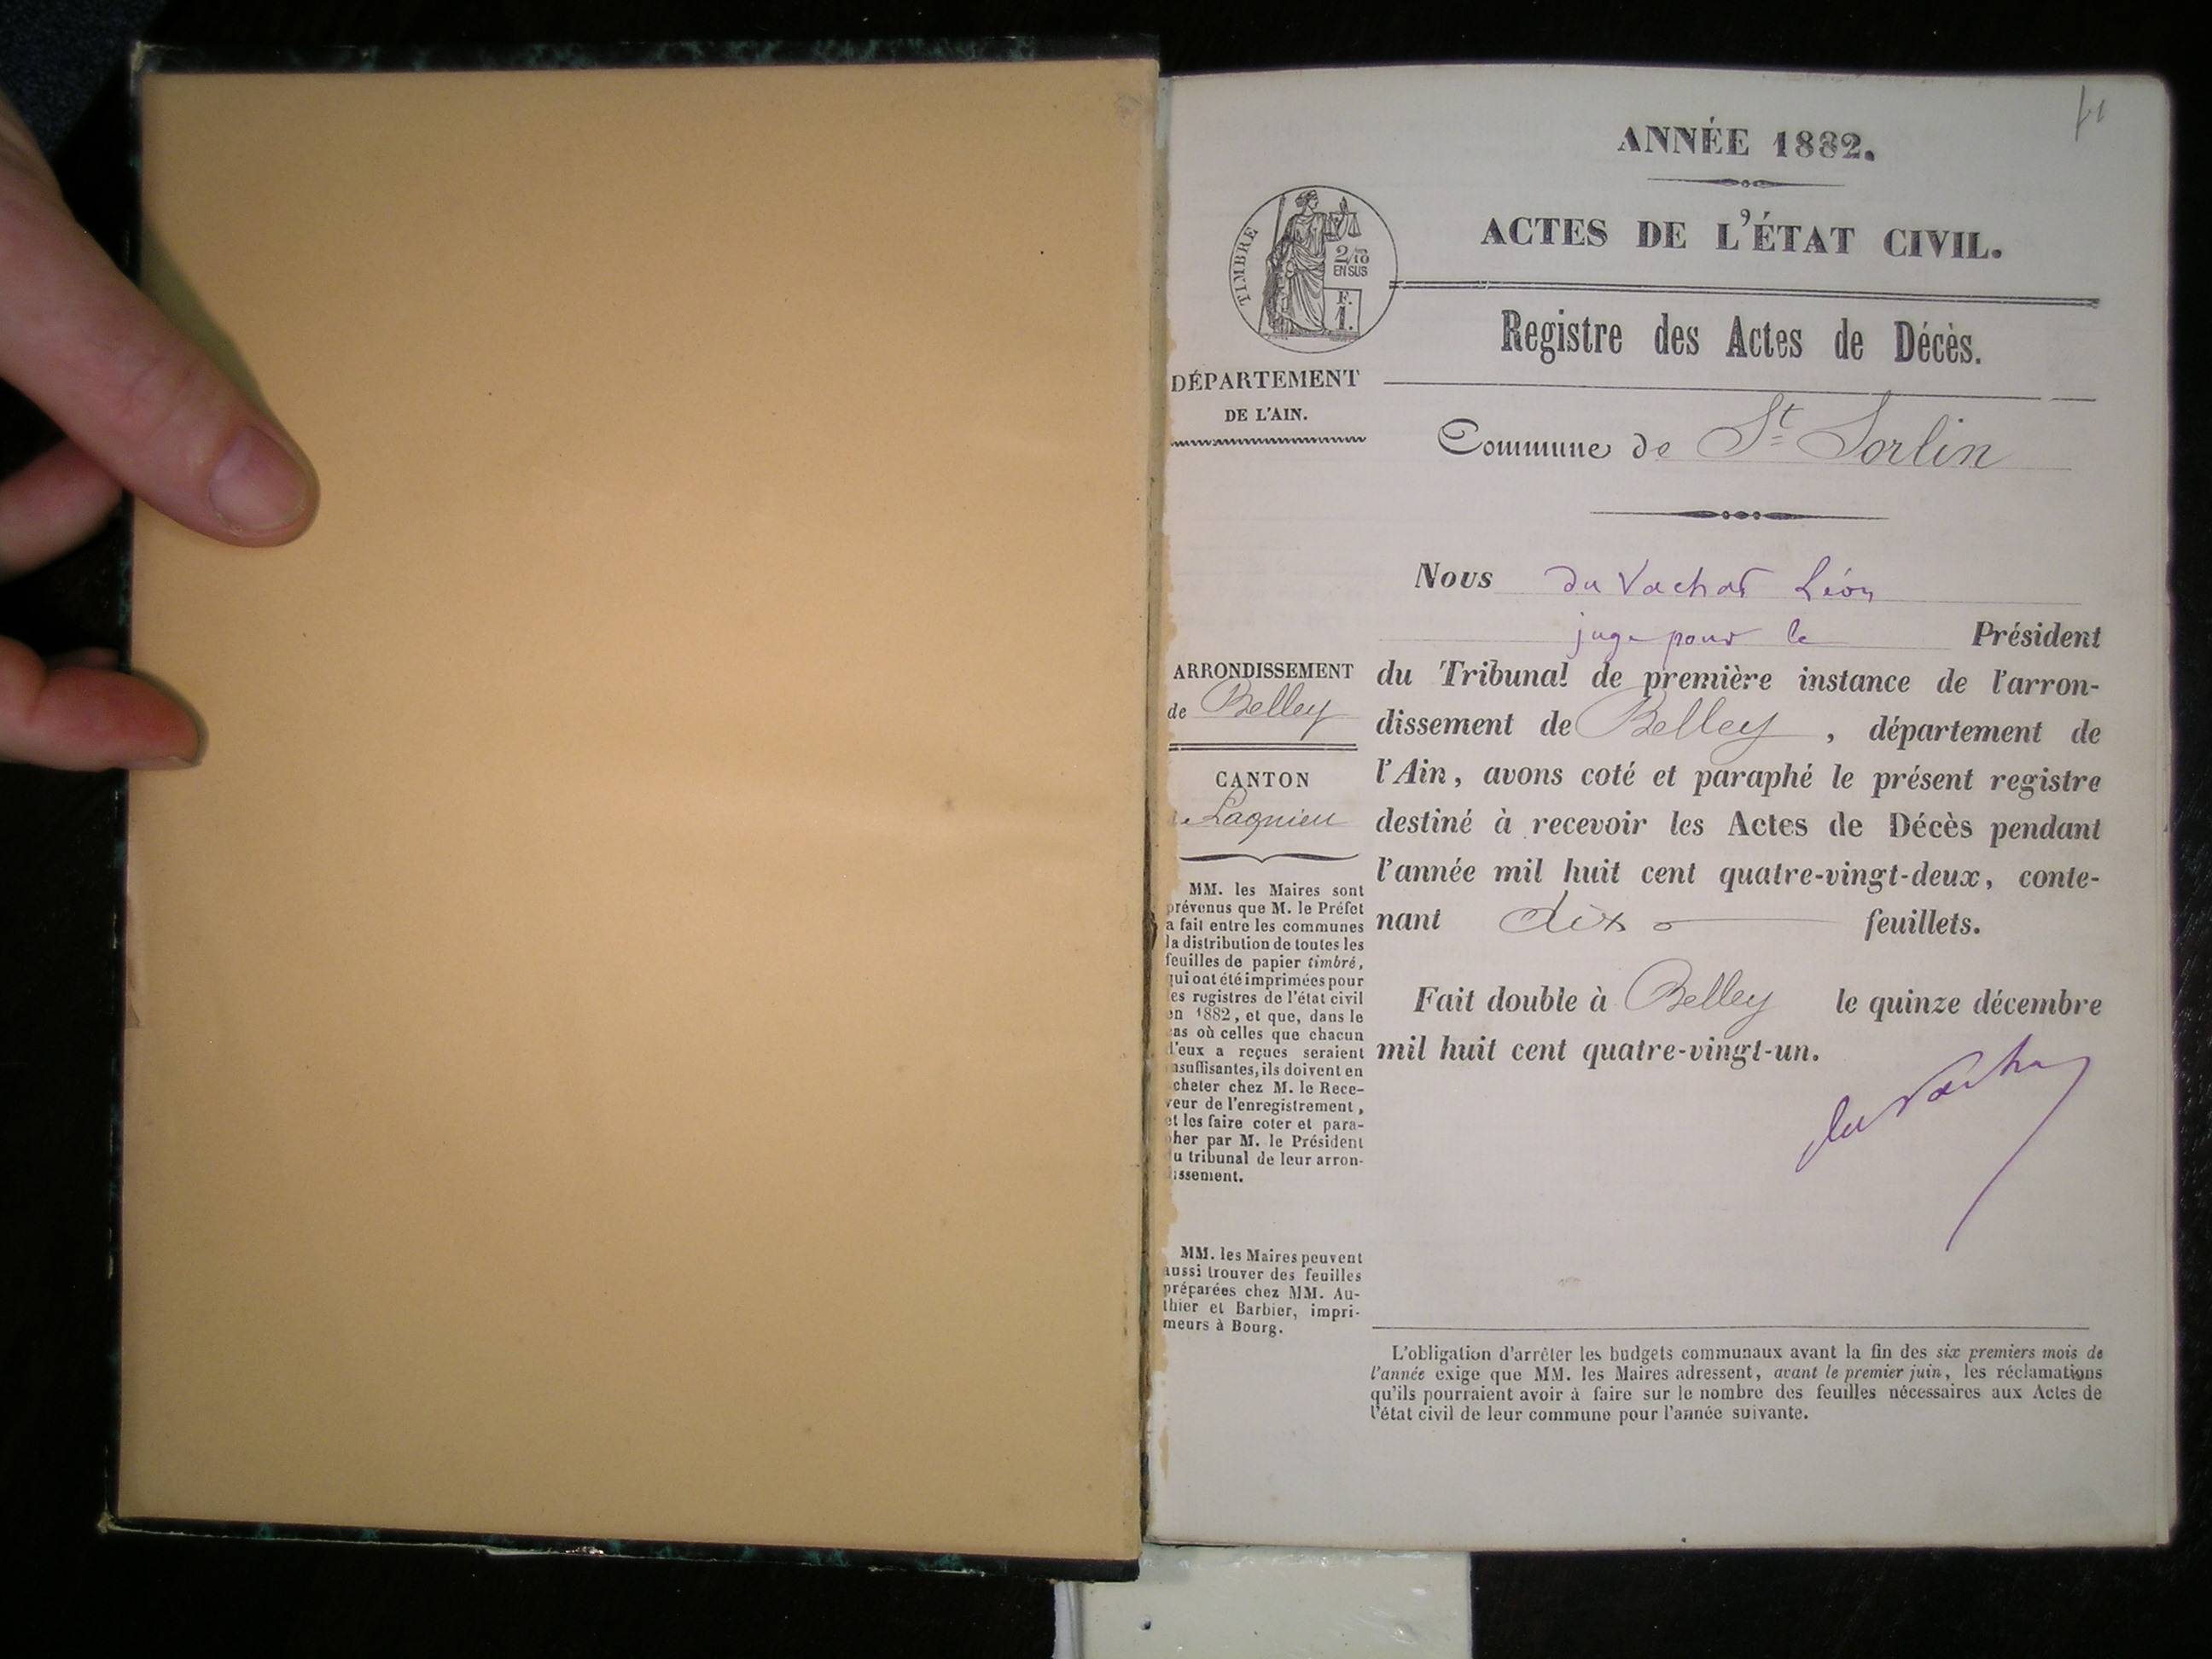 ANNÉE 1882.
ACTES DE L'ÉTAT CIVIL.
TIMBRE
2/10
EN SUS
F.
1.
Registre des Actes de Décès.
DÉPARTEMENT
DE L'AIN.
Commune de St Sorlin
Nous du Vachat Léon
juge pour le Président
ARRONDISSEMENT
de Belley
CANTON
Lagnieu
du Tribunal de première instance de l'arron-
dissement de Belley, département de
l'Ain, avons coté et paraphé le présent registre
destiné à recevoir les Actes de Décès pendant
l'année mil huit cent quatre-vingt-deux, conte-
nant dix feuillets.
Fait double à Belley le quinze décembre
mil huit cent quatre-vingt-un.
du Vachat
MM. les Maires sont
prévenus que M. le Préfet
a fait entre les communes
la distribution de toutes les
feuilles de papier timbré,
qui ont été imprimées pour
es registres de l'état civil
en 1882, et que, dans le
cas où celles que chacun
d'eux a reçues seraient
nsuffisantes, ils doivent en
cheter chez M. le Rece-
veur de l'enregistrement,
et les faire coter et para-
pher par M. le Président
u tribunal de leur arron-
issement.
MM. les Maires peuvent
aussi trouver des feuilles
préparées chez MM. Au-
thier et Barbier, impri-
meurs à Bourg.
L'obligation d'arrêter les budgets communaux avant la fin des six premiers mois de
l'année exige que MM. les Maires adressent, avant le premier juin, les réclamations
qu'ils pourraient avoir à faire sur le nombre des feuilles nécessaires aux Actes de
l'état civil de leur commune pour l'année suivante.